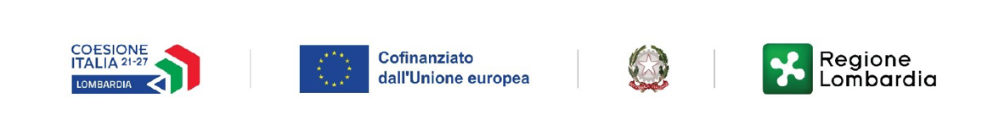 COESIONE
ITALIA 21-27
LOMBARDIA
Cofinanziato
dall'Unione europea
Regione
Lombardia